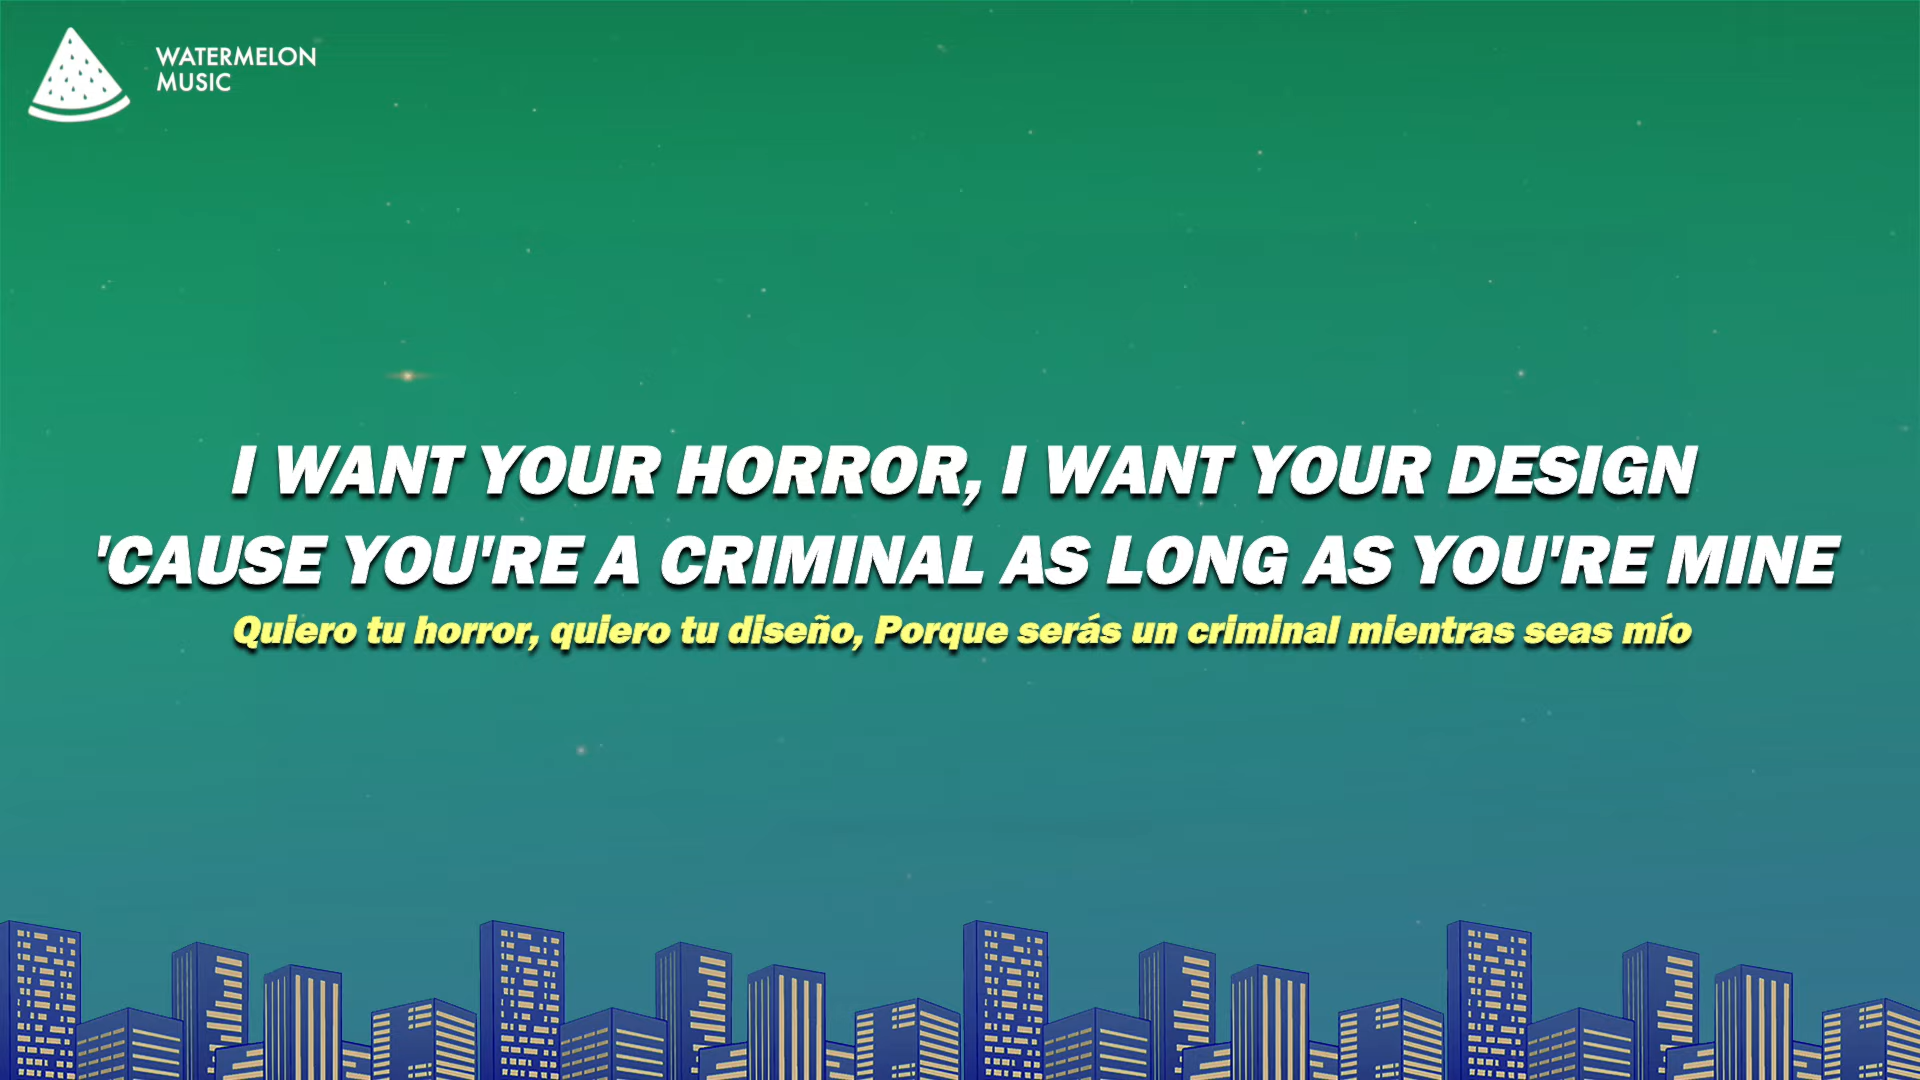 WATERMELON
MUSIC
I WANT YOUR HORROR, I WANT YOUR DESIGN
'CAUSE YOU'RE A CRIMINAL AS LONG AS YOU'RE MINE
Quiero tu horror, quiero tu diseño, Porque serás un criminal mientras seas mío